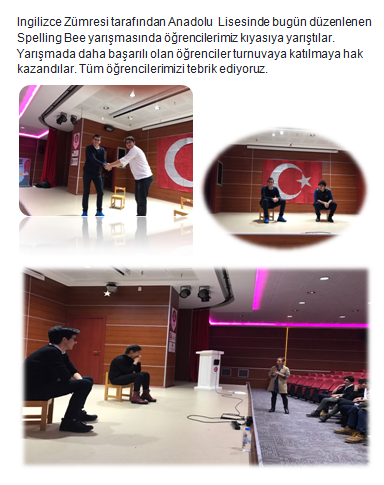 Ingilizce Zümresi tarafından Anadolu Lisesinde bugün düzenlenen
Spelling Bee yarışmasında öğrencilerimiz kıyasıya yarıştılar.
Yarışmada daha başarılı olan öğrenciler turnuvaya katılmaya hak
kazandılar. Tüm öğrencilerimizi tebrik ediyoruz.